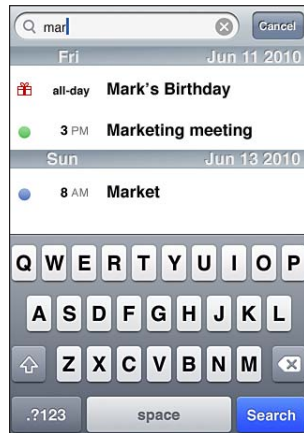 mar Cancel
Fri Jun 11 2010
all-day Mark's Birthday
3 PM Marketing meeting
Sun Jun 13 2010
8 AM Market
Q W E R T Y U I O P
A S D F G H J K L
Z X C V B N M
.?123 space Search